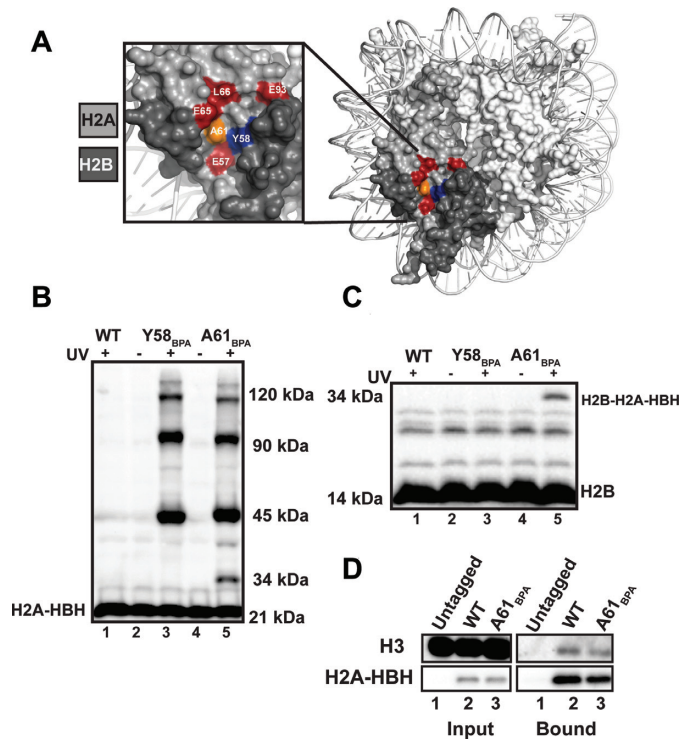 A
H2A
H2B
L66
E93
E65
A61
Y58
E57
B
WT Y58BPA A61BPA
UV + - + - +
120 kDa
90 kDa
45 kDa
34 kDa
H2A-HBH
21 kDa
1 2 3 4 5
C
WT Y58BPA A61BPA
UV + - + - +
34 kDa
H2B-H2A-HBH
14 kDa
H2B
1 2 3 4 5
D
Untagged WT A61BPA Untagged WT A61BPA
H3
H2A-HBH
1 2 3 1 2 3
Input Bound